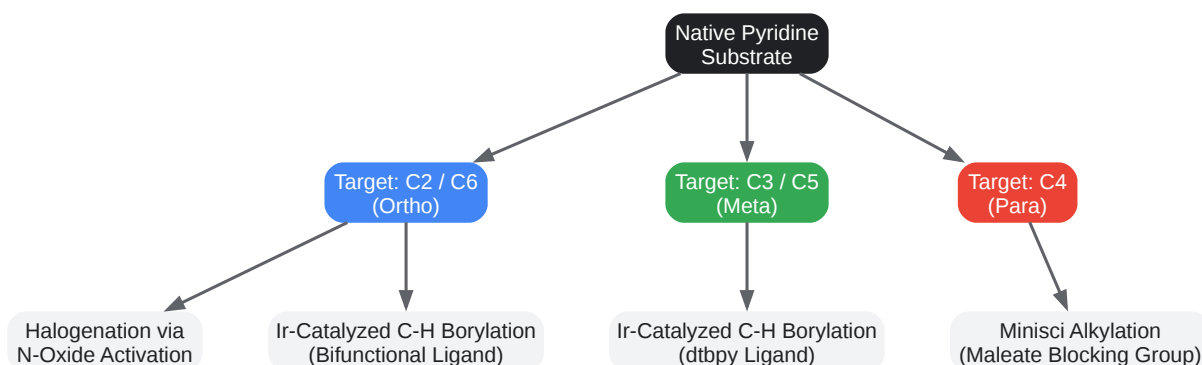 Native Pyridine
Substrate
Target: C2 / C6
(Ortho)
Target: C3 / C5
(Meta)
Target: C4
(Para)
Halogenation via
N-Oxide Activation
Ir-Catalyzed C-H Borylation
(Bifunctional Ligand)
Ir-Catalyzed C-H Borylation
(dtbpy Ligand)
Minisci Alkylation
(Maleate Blocking Group)